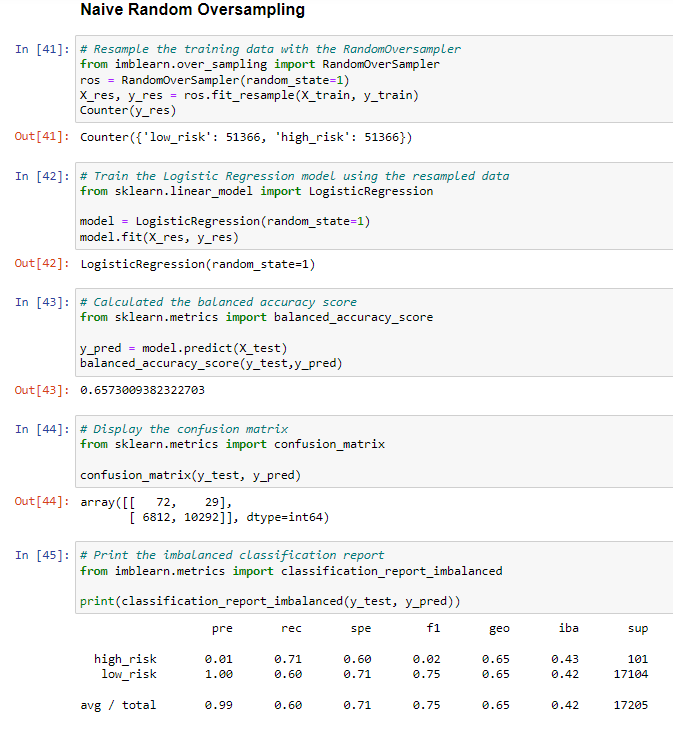 Naive Random Oversampling
In [41]: # Resample the training data with the RandomOversampler
from imblearn.over_sampling import RandomOverSampler
ros = RandomOverSampler(random_state=1)
X_res, y_res = ros.fit_resample(X_train, y_train)
Counter(y_res)
Out[41]: Counter({'low_risk': 51366, 'high_risk': 51366})
In [42]: # Train the Logistic Regression model using the resampled data
from sklearn.linear_model import LogisticRegression
model = LogisticRegression(random_state=1)
model.fit(X_res, y_res)
Out[42]: LogisticRegression(random_state=1)
In [43]: # Calculated the balanced accuracy score
from sklearn.metrics import balanced_accuracy_score
y_pred = model.predict(X_test)
balanced_accuracy_score(y_test,y_pred)
Out[43]: 0.6573009382322703
In [44]: # Display the confusion matrix
from sklearn.metrics import confusion_matrix
confusion_matrix(y_test, y_pred)
Out[44]: array([[   72,    29],
       [ 6812, 10292]], dtype=int64)
In [45]: # Print the imbalanced classification report
from imblearn.metrics import classification_report_imbalanced
print(classification_report_imbalanced(y_test, y_pred))
pre rec spe f1 geo iba sup
high_risk 0.01 0.71 0.60 0.02 0.65 0.43 101
low_risk 1.00 0.60 0.71 0.75 0.65 0.42 17104
avg / total 0.99 0.60 0.71 0.75 0.65 0.42 17205